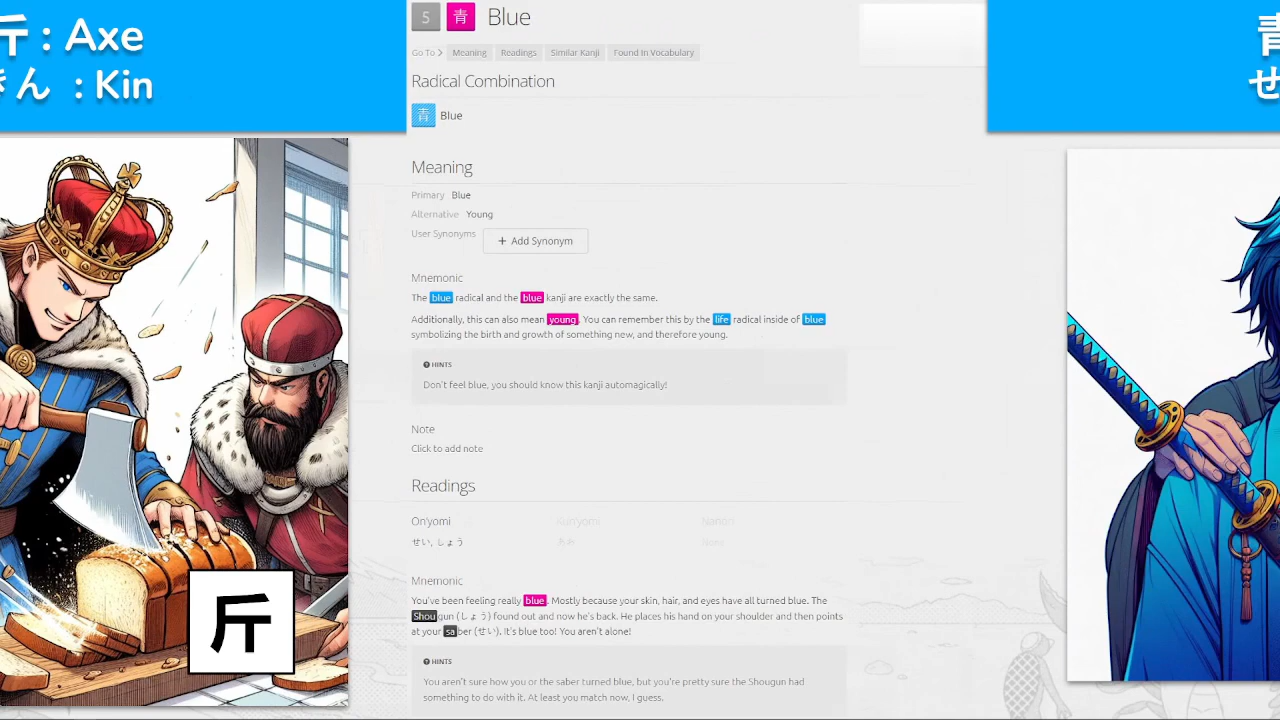 斤 : Axe
きん : Kin
5 青 Blue
Go To Meaning Readings Similar Kanji Found In Vocabulary
Radical Combination
青 Blue
Meaning
Primary Blue
Alternative Young
User Synonyms + Add Synonym
Mnemonic
The blue radical and the blue kanji are exactly the same.
Additionally, this can also mean young. You can remember this by the life radical inside of blue
symbolizing the birth and growth of something new, and therefore young.
HINTS
Don't feel blue, you should know this kanji automagically!
Note
Click to add note
Readings
On'yomi Kun'yomi Nanori
せい, しょう あお None
Mnemonic
You've been feeling really blue. Mostly because your skin, hair, and eyes have all turned blue. The
Shougun (しょう) found out and now he's back. He places his hand on your shoulder and then points
at your saber (せい). It's blue too! You aren't alone!
HINTS
You aren't sure how you or the saber turned blue, but you're pretty sure the Shougun had
something to do with it. At least you match now, I guess.
斤
青
せ